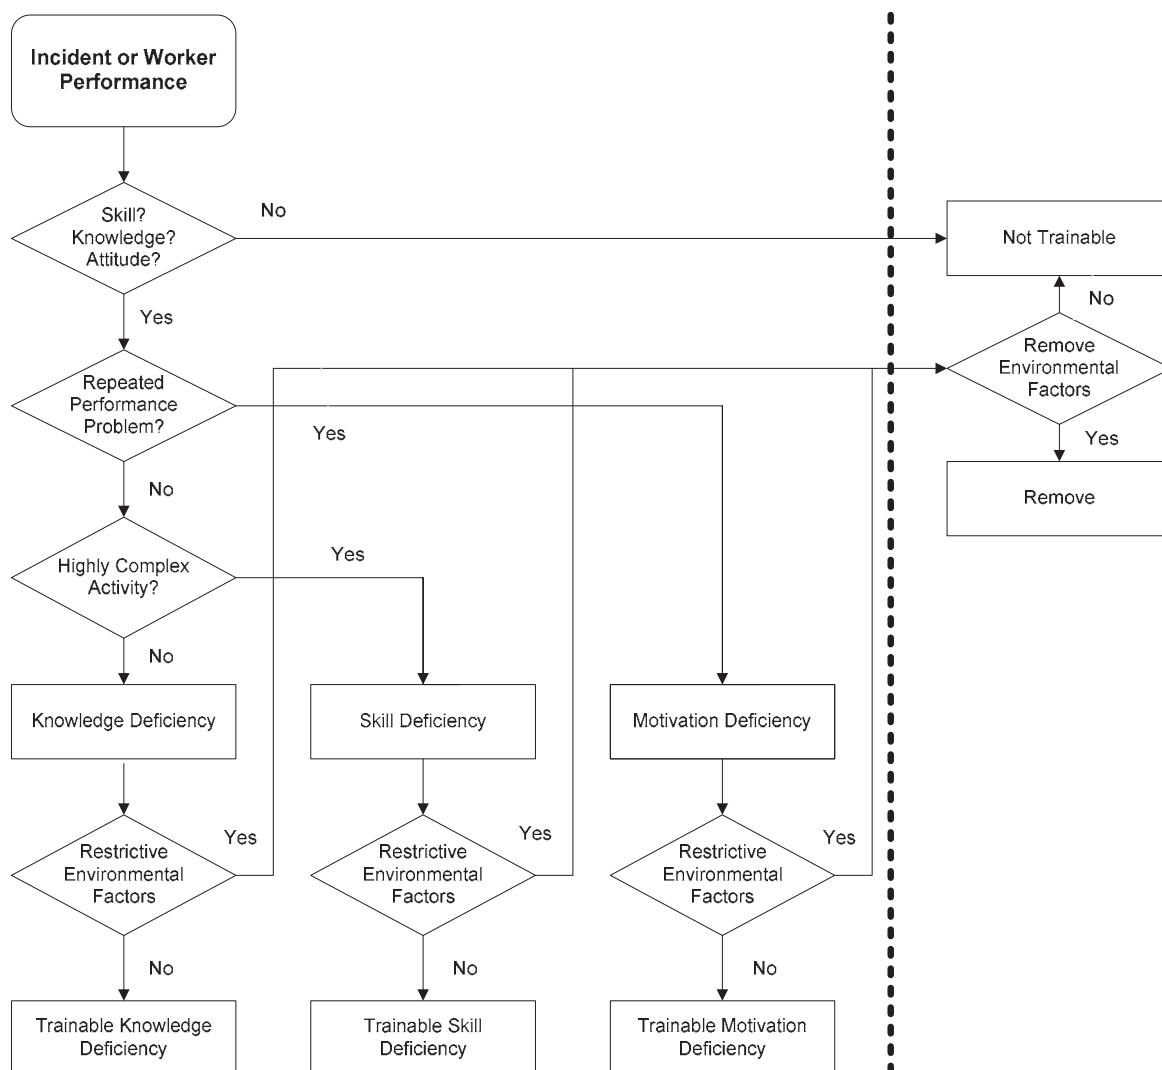 Incident or Worker
Performance
Skill?
Knowledge?
Attitude?
No
Not Trainable
Yes
No
Repeated
Performance
Problem?
Remove
Environmental
Factors
Yes
Yes
No
Remove
Highly Complex
Activity?
Yes
No
Knowledge Deficiency
Skill Deficiency
Motivation Deficiency
Restrictive
Environmental
Factors
Yes
Restrictive
Environmental
Factors
Yes
Restrictive
Environmental
Factors
Yes
No
No
No
Trainable Knowledge
Deficiency
Trainable Skill
Deficiency
Trainable Motivation
Deficiency